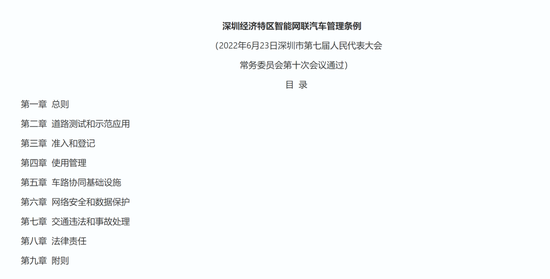 深圳经济特区智能网联汽车管理条例
（2022年6月23日深圳市第七届人民代表大会
常务委员会第十次会议通过）
目 录
第一章 总则
第二章 道路测试和示范应用
第三章 准入和登记
第四章 使用管理
第五章 车路协同基础设施
第六章 网络安全和数据保护
第七章 交通违法和事故处理
第八章 法律责任
第九章 附则